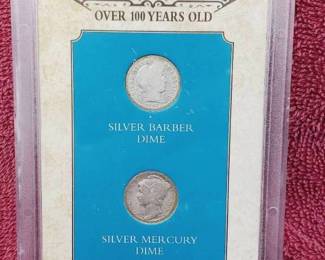 OVER 100 YEARS OLD
SILVER BARBER
DIME
SILVER MERCURY
DIME